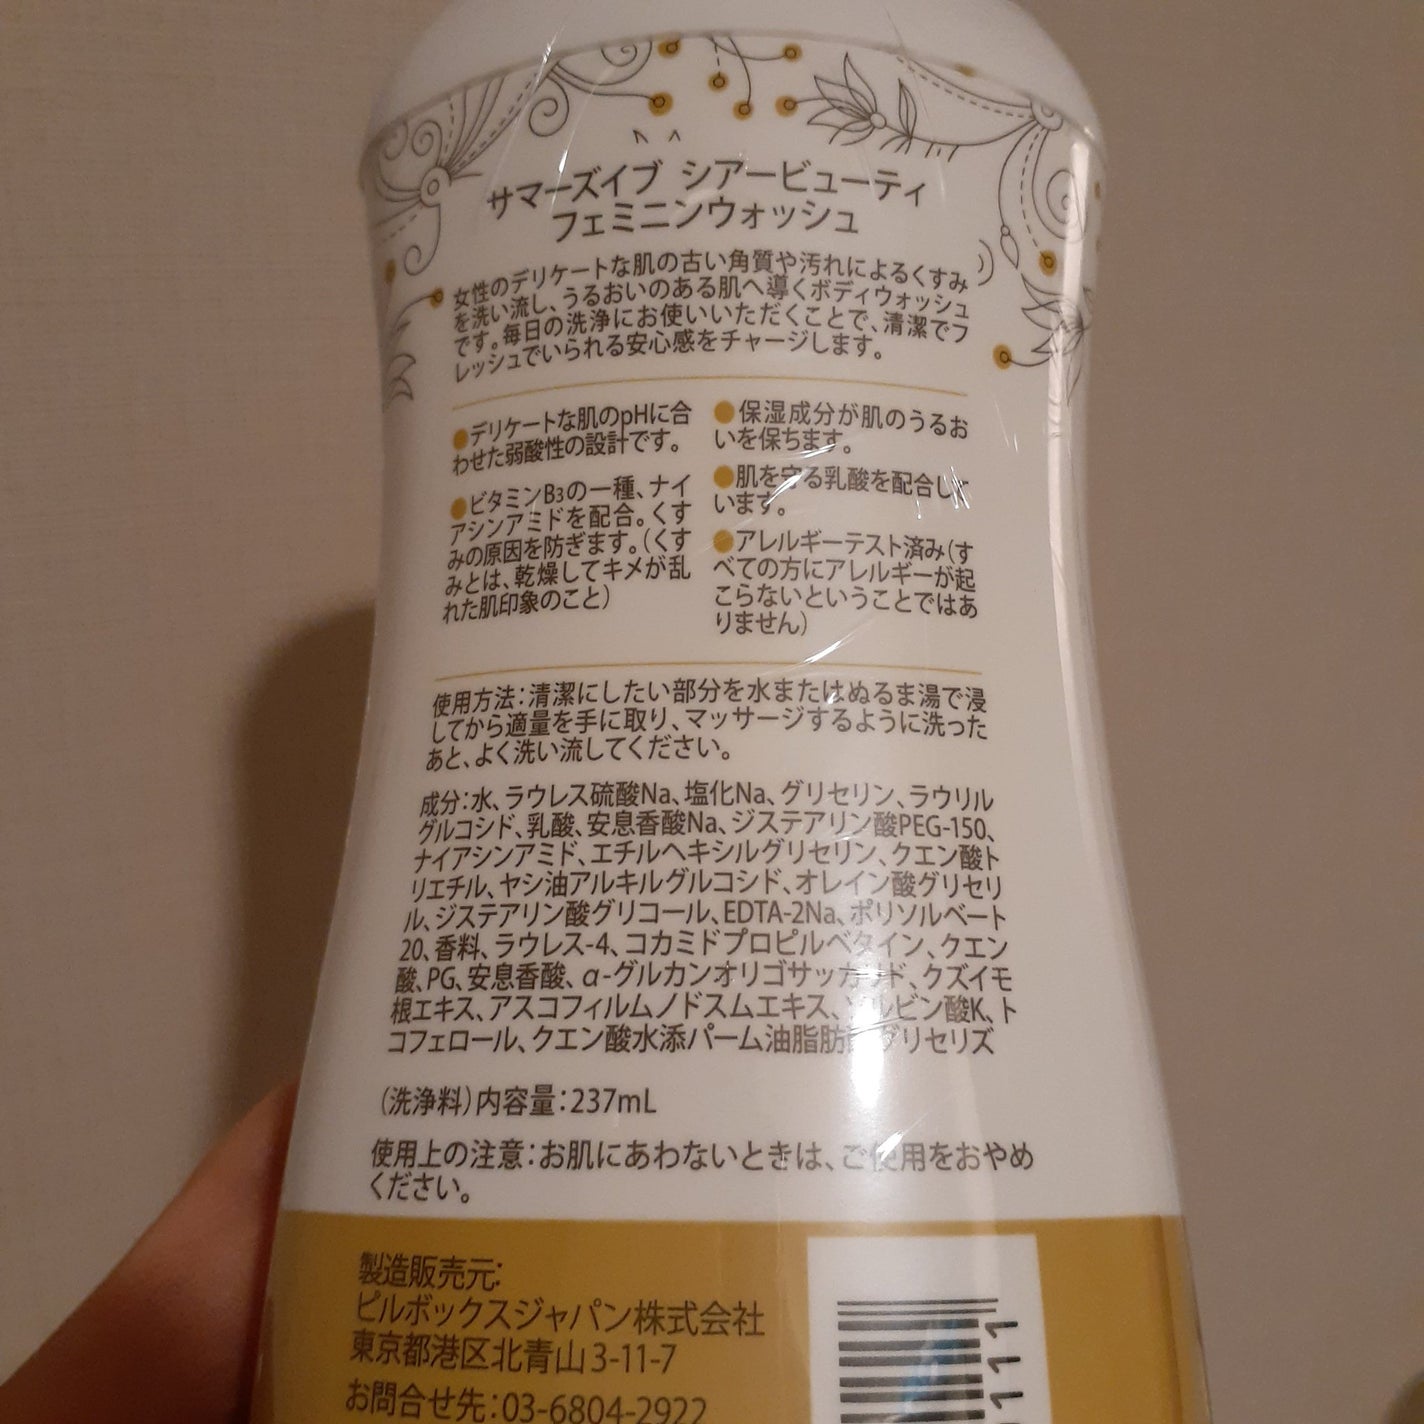 サマーズイブ シアービューティ
フェミニンウォッシュ
女性のデリケートな肌の古い角質や汚れによるくすみ
を洗い流し、うるおいのある肌へ導くボディウォッシュ
です。毎日の洗浄にお使いいただくことで、清潔でフ
レッシュでいられる安心感をチャージします。
●デリケートな肌のpHに合
わせた弱酸性の設計です。
●ビタミンB3の一種、ナイ
アシンアミドを配合。くす
みの原因を防ぎます。(くす
みとは、乾燥してキメが乱
れた肌印象のこと)
●保湿成分が肌のうるお
いを保ちます。
●肌を守る乳酸を配合して
います。
●アレルギーテスト済み(す
べての方にアレルギーが起
こらないということではあ
りません)
使用方法：清潔にしたい部分を水またはぬるま湯で浸
してから適量を手に取り、マッサージするように洗った
あと、よく洗い流してください。
成分：水、ラウレス硫酸Na、塩化Na、グリセリン、ラウリル
グルコシド、乳酸、安息香酸Na、ジステアリン酸PEG-150、
ナイアシンアミド、エチルヘキシルグリセリン、クエン酸ト
リエチル、ヤシ油アルキルグルコシド、オレイン酸グリセリ
ル、ジステアリン酸グリコール、EDTA-2Na、ポリソルベート
20、香料、ラウレス-4、コカミドプロピルベタイン、クエン
酸、PG、安息香酸、α-グルカンオリゴサッカリド、クズイモ
根エキス、アスコフィルムノドスムエキス、ソルビン酸K、ト
コフェロール、クエン酸水添パーム油脂肪酸グリセリズ
(洗浄料)内容量：237mL
使用上の注意：お肌にあわないときは、ご使用をおやめ
ください。
製造販売元：
ピルボックスジャパン株式会社
東京都港区北青山3-11-7
お問合せ先：03-6804-2922